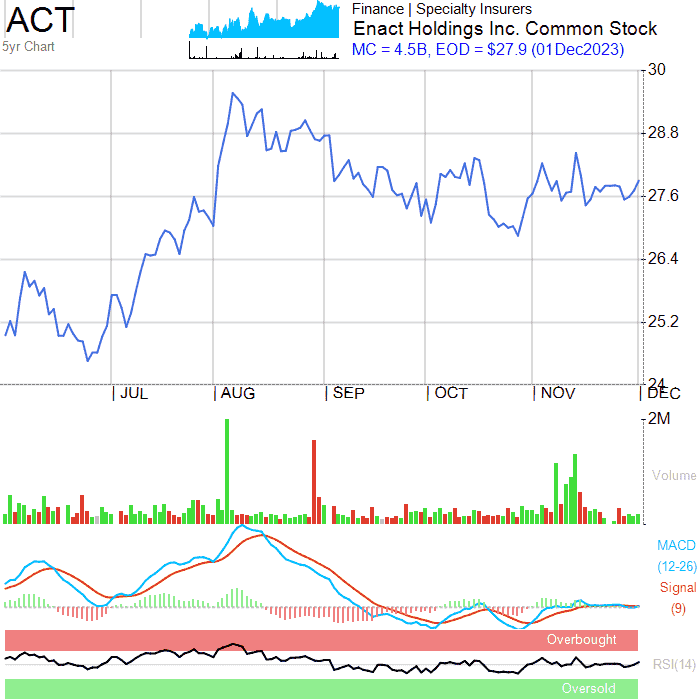 ACT
5yr Chart
Finance | Specialty Insurers
Enact Holdings Inc. Common Stock
MC = 4.5B, EOD = $27.9 (01Dec2023)
30
28.8
27.6
26.4
25.2
24
| JUL
| AUG
| SEP
| OCT
| NOV
| DEC
2M
Volume
MACD
(12-26)
Signal
(9)
Overbought
RSI(14)
Oversold